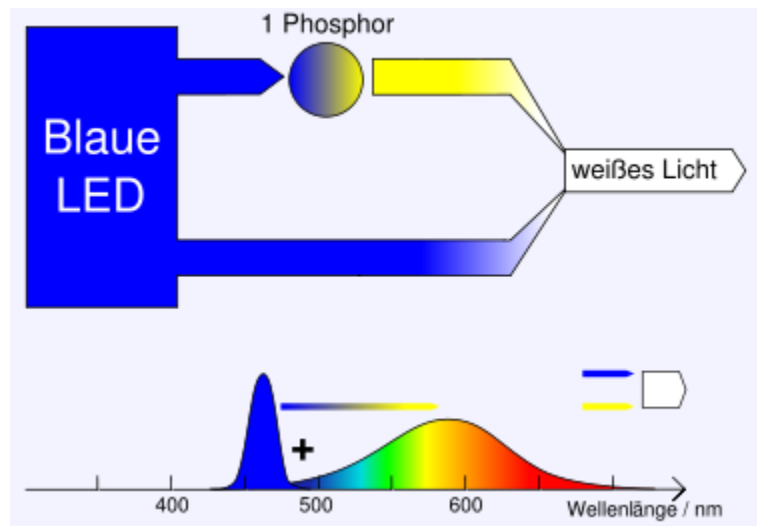 1 Phosphor
Blaue
LED
weißes Licht
+
400 500 600
Wellenlänge / nm